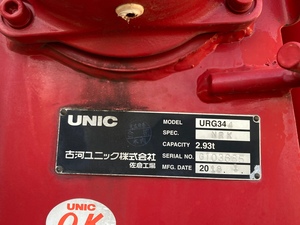 UNIC
古河ユニック株式会社
佐倉工場
MODEL URG34
SPEC.
CAPACITY 2.93t
SERIAL NO.
MFG. DATE 20
UNIC
O.K